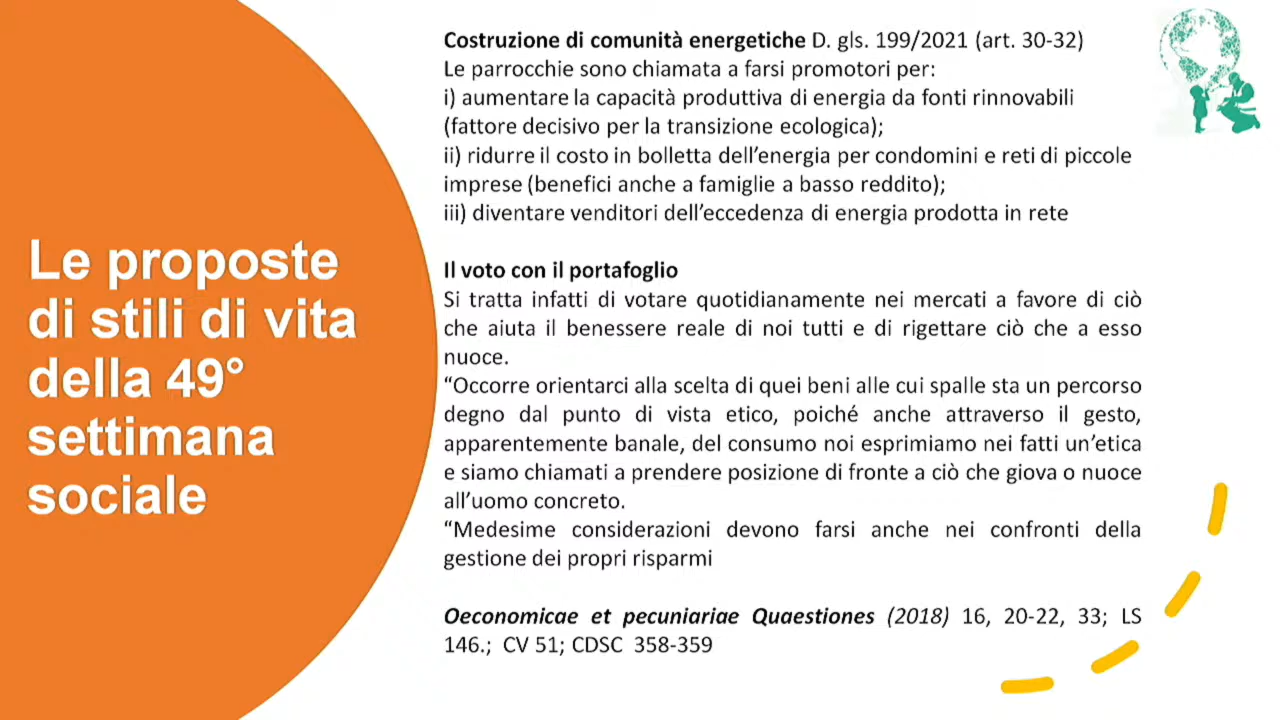 Le proposte
di stili di vita
della 49°
settimana
sociale
Costruzione di comunità energetiche D. gls. 199/2021 (art. 30-32)
Le parrocchie sono chiamata a farsi promotori per:
i) aumentare la capacità produttiva di energia da fonti rinnovabili
(fattore decisivo per la transizione ecologica);
ii) ridurre il costo in bolletta dell'energia per condomini e reti di piccole
imprese (benefici anche a famiglie a basso reddito);
iii) diventare venditori dell'eccedenza di energia prodotta in rete
Il voto con il portafoglio
Si tratta infatti di votare quotidianamente nei mercati a favore di ciò
che aiuta il benessere reale di noi tutti e di rigettare ciò che a esso
nuoce.
“Occorre orientarci alla scelta di quei beni alle cui spalle sta un percorso
degno dal punto di vista etico, poiché anche attraverso il gesto,
apparentemente banale, del consumo noi esprimiamo nei fatti un'etica
e siamo chiamati a prendere posizione di fronte a ciò che giova o nuoce
all'uomo concreto.
“Medesime considerazioni devono farsi anche nei confronti della
gestione dei propri risparmi
Oeconomicae et pecuniariae Quaestiones (2018) 16, 20-22, 33; LS
146.; CV 51; CDSC 358-359